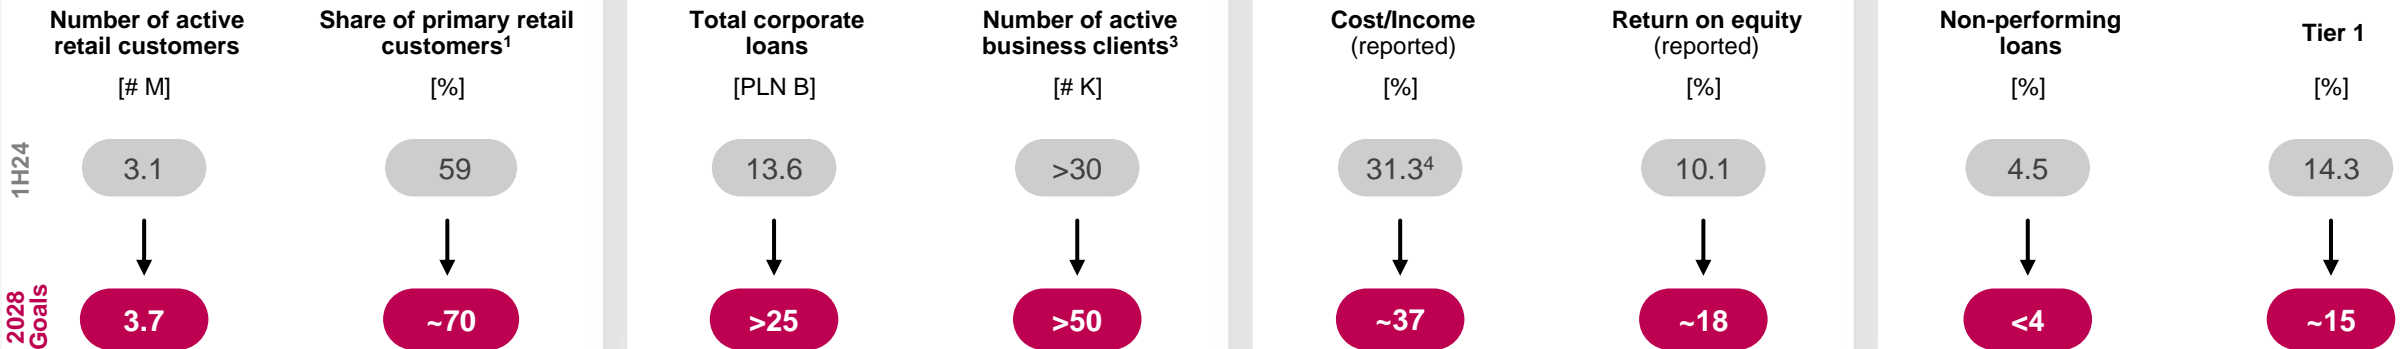 Number of active
retail customers
[# M]
Share of primary retail
customers¹
[%]
Total corporate
loans
[PLN B]
Number of active
business clients³
[# K]
Cost/Income
(reported)
[%]
Return on equity
(reported)
[%]
Non-performing
loans
[%]
Tier 1
[%]
1H24
3.1
59
13.6
>30
31.3⁴
10.1
4.5
14.3
2028
Goals
3.7
~70
>25
>50
~37
~18
<4
~15